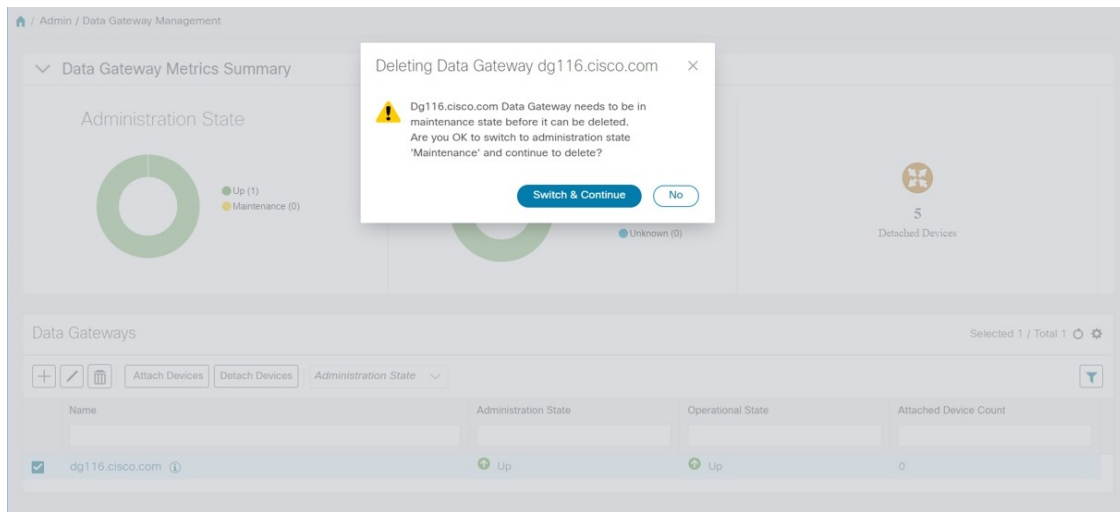 / Admin / Data Gateway Management
Data Gateway Metrics Summary
Administration State
Up (1)
Maintenance (0)
Deleting Data Gateway dg116.cisco.com
Dg116.cisco.com Data Gateway needs to be in
maintenance state before it can be deleted.
Are you OK to switch to administration state
'Maintenance' and continue to delete?
Switch & Continue
No
Unknown (0)
5
Detached Devices
Data Gateways
Selected 1 / Total 1
Attach Devices
Detach Devices
Administration State
Name
Administration State
Operational State
Attached Device Count
dg116.cisco.com
Up
Up
0